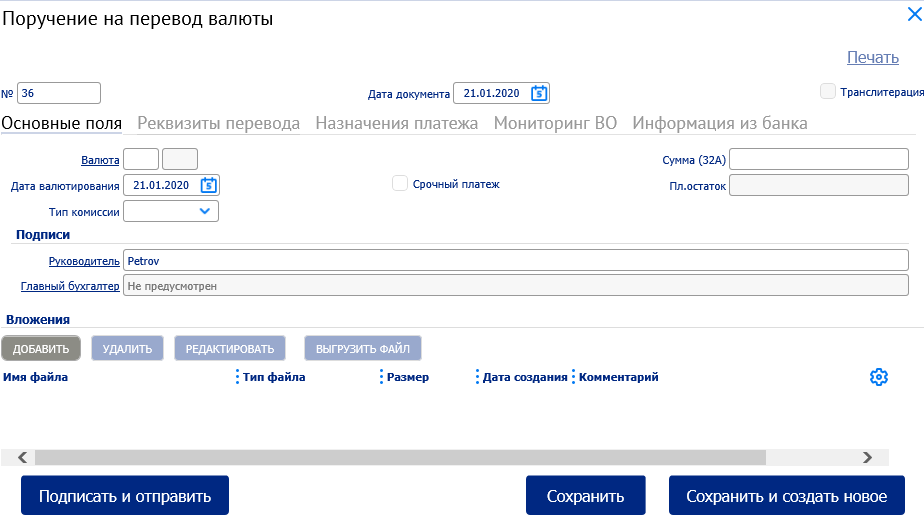 Поручение на перевод валюты
Печать
№ 36 Дата документа 21.01.2020 Транслитерация
Основные поля Реквизиты перевода Назначения платежа Мониторинг ВО Информация из банка
Валюта Сумма (32А)
Дата валютирования 21.01.2020 Срочный платеж Пл.остаток
Тип комиссии
Подписи
Руководитель Petrov
Главный бухгалтер Не предусмотрен
Вложения
ДОБАВИТЬ УДАЛИТЬ РЕДАКТИРОВАТЬ ВЫГРУЗИТЬ ФАЙЛ
Имя файла Тип файла Размер Дата создания Комментарий
Подписать и отправить Сохранить Сохранить и создать новое